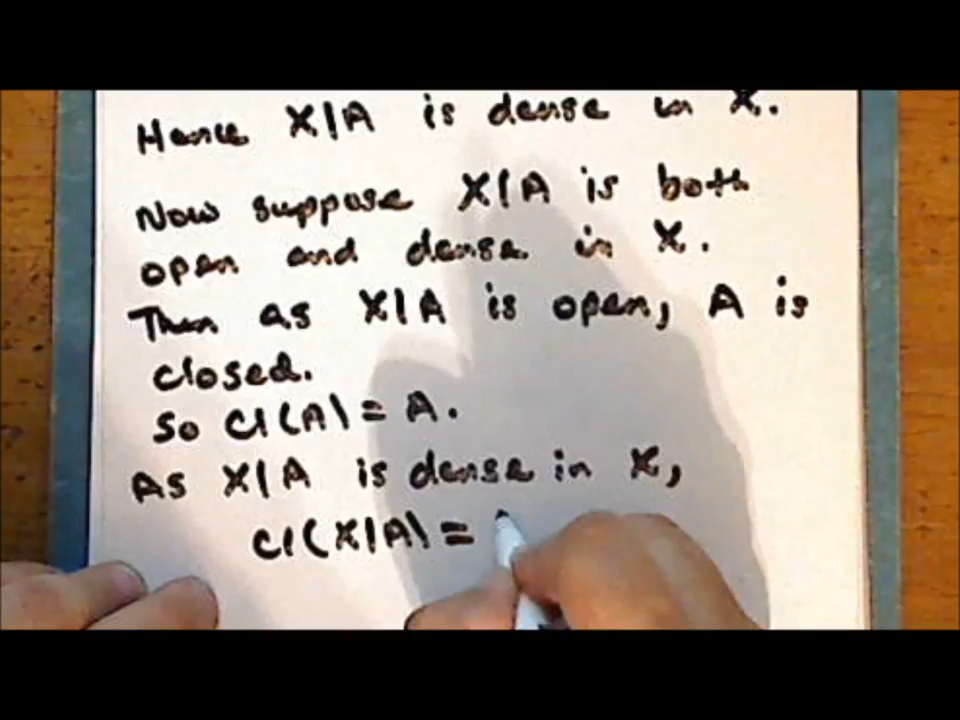 Hence X|A is dense in X.
Now suppose X|A is both
open and dense in X.
Then as X|A is open, A is
closed.
So Cl(A) = A.
As X|A is dense in X,
Cl(X|A) =